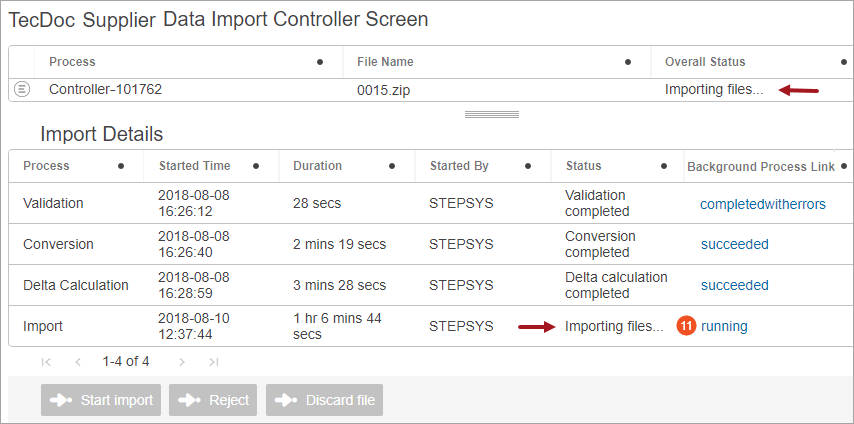 TecDoc Supplier Data Import Controller Screen
Process File Name Overall Status
Controller-101762 0015.zip Importing files...
Import Details
Process Started Time Duration Started By Status Background Process Link
Validation 2018-08-08 16:26:12 28 secs STEPSYS Validation completed completedwitherrors
Conversion 2018-08-08 16:26:40 2 mins 19 secs STEPSYS Conversion completed succeeded
Delta Calculation 2018-08-08 16:28:59 3 mins 28 secs STEPSYS Delta calculation completed succeeded
Import 2018-08-10 12:37:44 1 hr 6 mins 44 secs STEPSYS Importing files... 11 running
1-4 of 4
Start import Reject Discard file